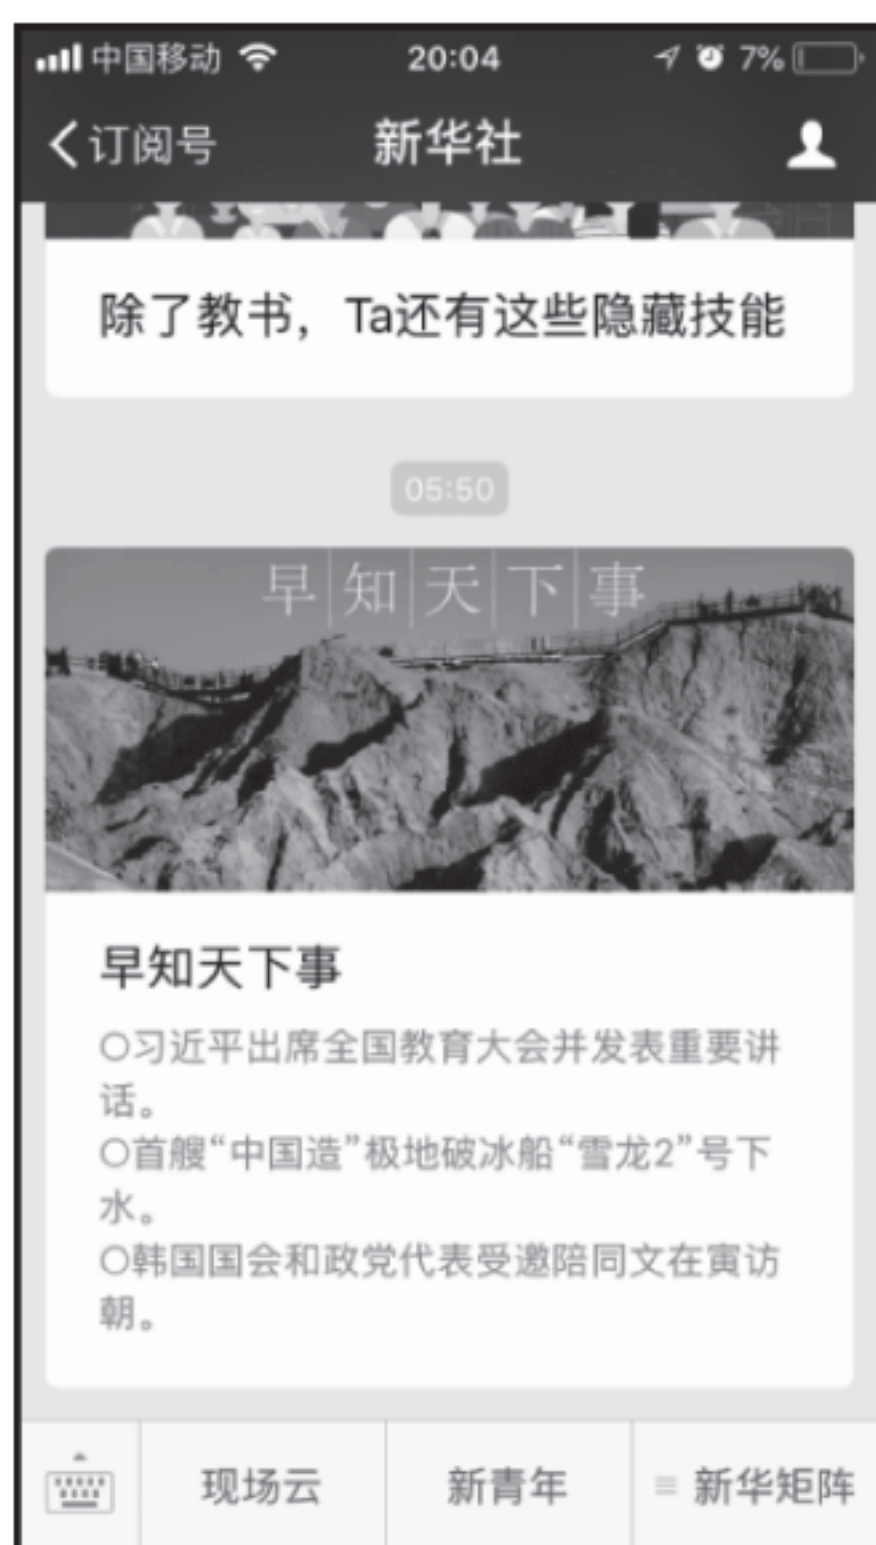 中国移动 20:04 7%
订阅号 新华社
除了教书，Ta还有这些隐藏技能
05:50
早知天下事
早知天下事
○习近平出席全国教育大会并发表重要讲
话。
○首艘“中国造”极地破冰船“雪龙2”号下
水。
○韩国国会和政党代表受邀陪同文在寅访
朝。
现场云 新青年 新华矩阵